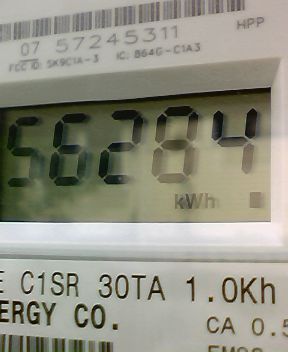 HPP
07 57245311
FCC ID: SK9C1A-3 IC: 864G-C1A3
56284
kWh
E C1SR 30TA 1.0Kh
ERGY CO.
CA 0.5